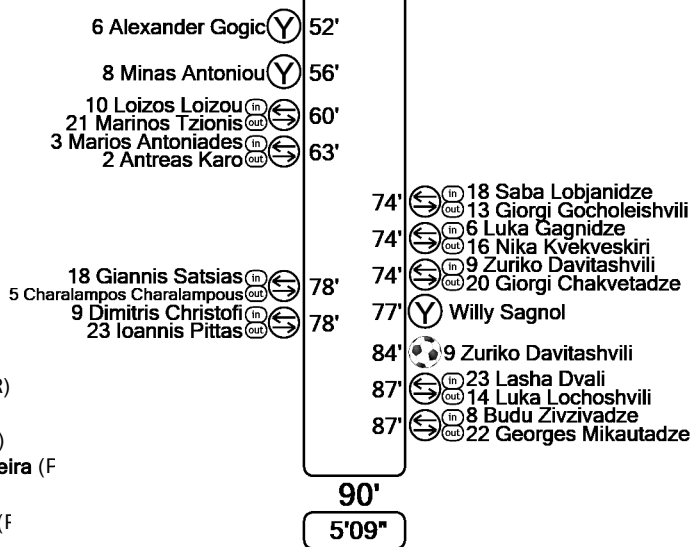 6 Alexander Gogic Y 52'
8 Minas Antoniou Y 56'
10 Loizos Loizou in
21 Marinos Tzionis out 60'
3 Marios Antoniades in
2 Antreas Karo out 63'
74' in 18 Saba Lobjanidze
out 13 Giorgi Gocholeishvili
74' in 6 Luka Gagnidze
out 16 Nika Kvekveskiri
74' in 9 Zuriko Davitashvili
out 20 Giorgi Chakvetadze
18 Giannis Satsias in
5 Charalampos Charalampous out 78'
77' Y Willy Sagnol
9 Dimitris Christofi in
23 Ioannis Pittas out 78'
84' 9 Zuriko Davitashvili
87' in 23 Lasha Dvali
out 14 Luka Lochoshvili
87' in 8 Budu Zivzivadze
out 22 Georges Mikautadze
)
eira (F
(F
90'
5'09"